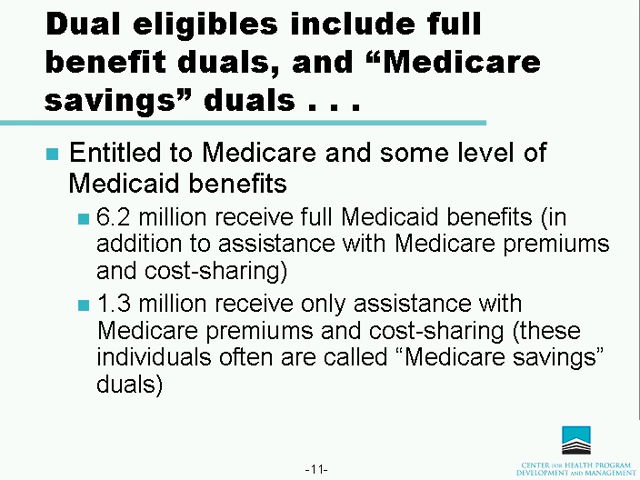 Dual eligibles include full
benefit duals, and “Medicare
savings” duals . . .
Entitled to Medicare and some level of
Medicaid benefits
6.2 million receive full Medicaid benefits (in
addition to assistance with Medicare premiums
and cost-sharing)
1.3 million receive only assistance with
Medicare premiums and cost-sharing (these
individuals often are called “Medicare savings”
duals)
-11-
CENTER FOR HEALTH PROGRAM
DEVELOPMENT AND MANAGEMENT